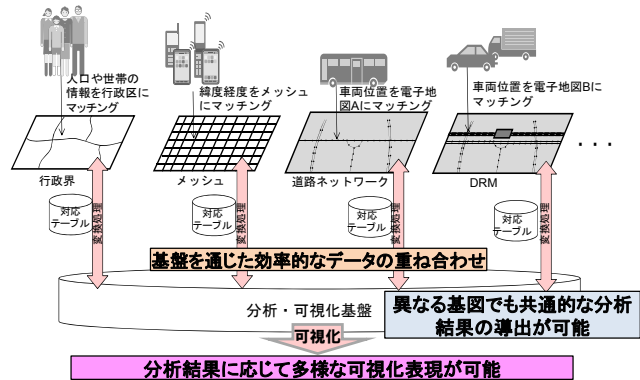 人口や世帯の
情報を行政区に
マッチング
緯度経度をメッシュ
にマッチング
車両位置を電子地
図Aにマッチング
車両位置を電子地図Bに
マッチング
行政界
メッシュ
道路ネットワーク
DRM
・・・
対応
テーブル
変換処理
対応
テーブル
変換処理
対応
テーブル
変換処理
対応
テーブル
変換処理
基盤を通じた効率的なデータの重ね合わせ
分析・可視化基盤
異なる基図でも共通的な分析
結果の導出が可能
可視化
分析結果に応じて多様な可視化表現が可能